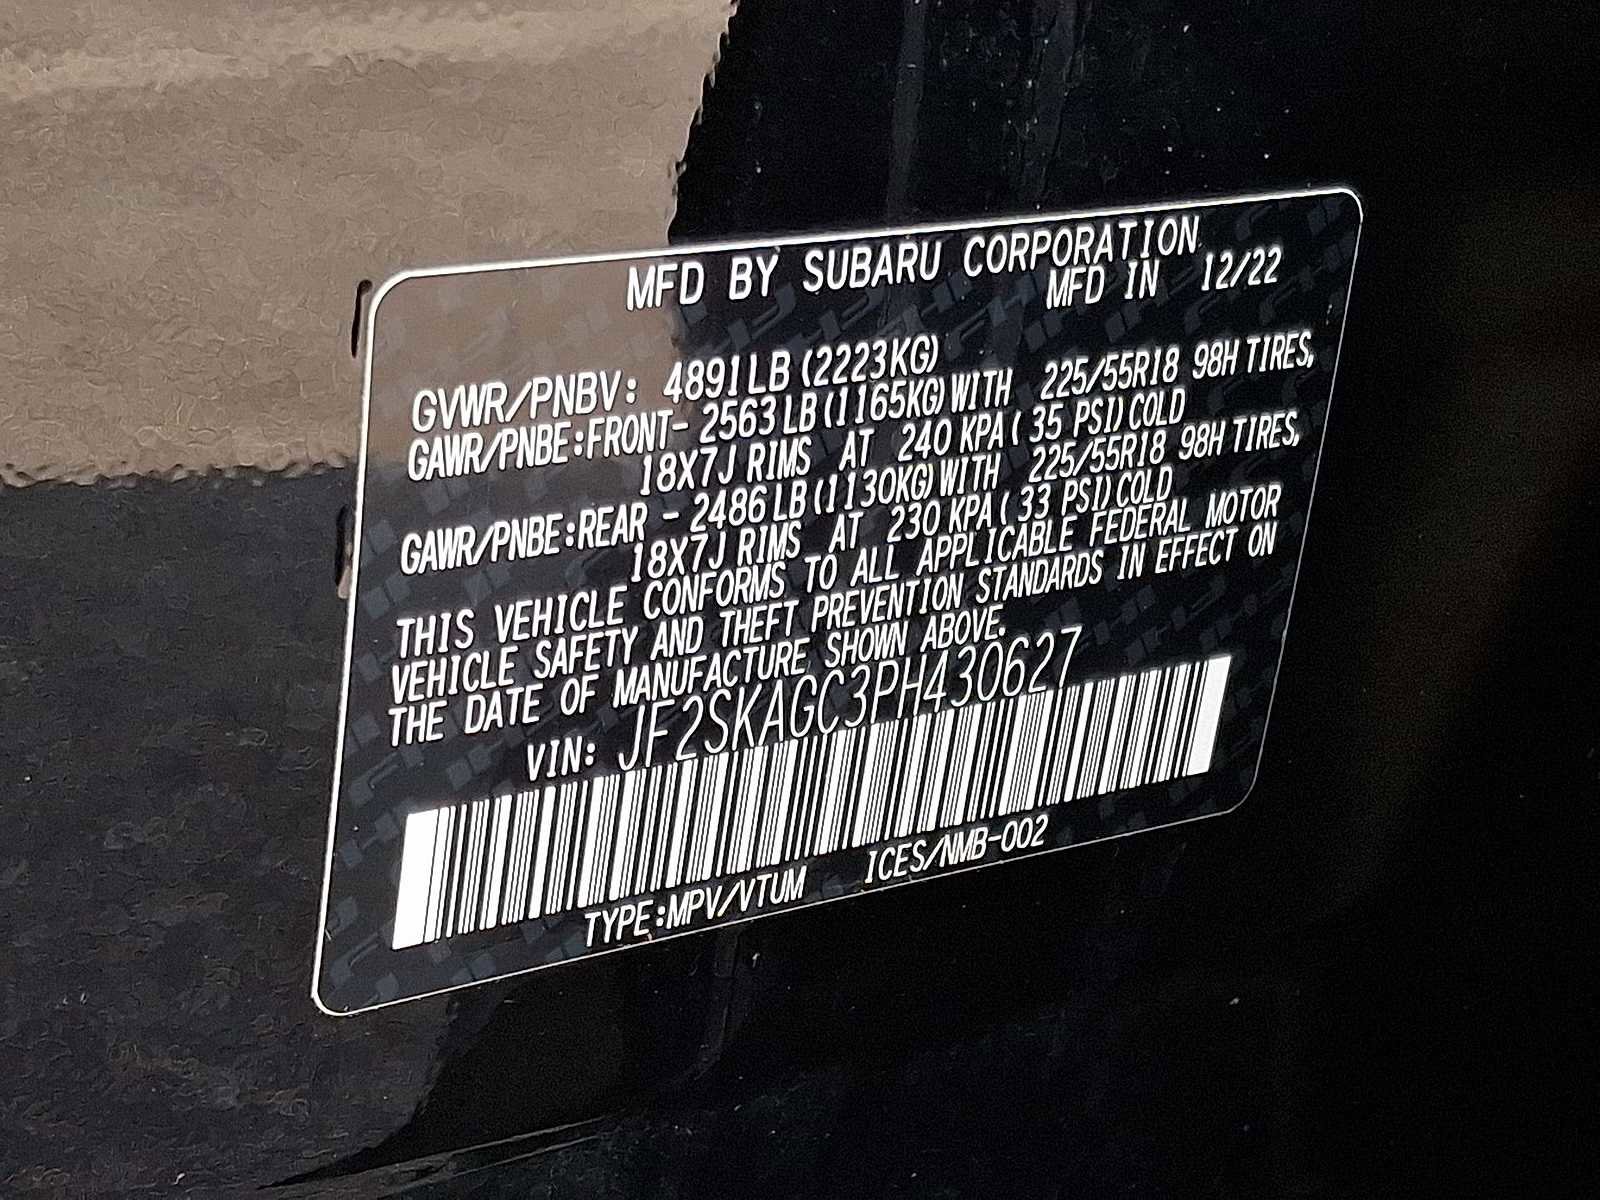 MFD BY SUBARU CORPORATION
MFD IN 12/22
GVWR/PNBV: 4891LB (2223KG)
GAWR/PNBE:FRONT- 2563 LB (1165KG) WITH 225/55R18 98H TIRES,
18X7J RIMS AT 240 KPA ( 35 PSI) COLD
GAWR/PNBE:REAR - 2486 LB (1130KG) WITH 225/55R18 98H TIRES,
18X7J RIMS AT 230 KPA ( 33 PSI) COLD
THIS VEHICLE CONFORMS TO ALL APPLICABLE FEDERAL MOTOR
VEHICLE SAFETY AND THEFT PREVENTION STANDARDS IN EFFECT ON
THE DATE OF MANUFACTURE SHOWN ABOVE.
VIN: JF2SKAGC3PH430627
TYPE:MPV/VTUM ICES/NMB-002